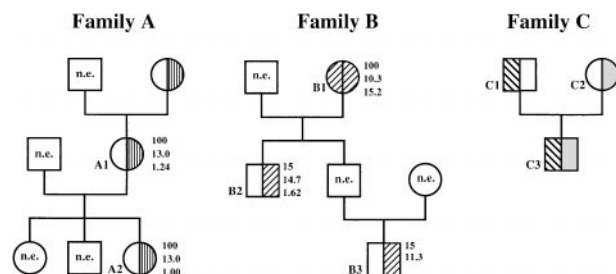 Family A
Family B
Family C
n.e.
n.e.
B1
100
10.3
15.2
C1
C2
n.e.
A1
100
13.0
1.24
B2
15
14.7
1.62
n.e.
n.e.
C3
n.e.
n.e.
A2
100
13.0
1.00
B3
15
11.3